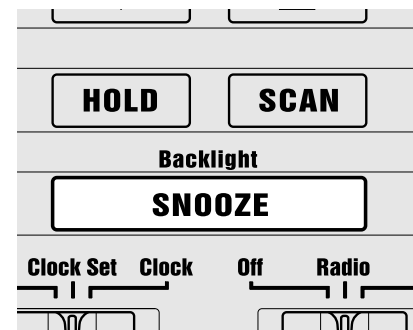 HOLD SCAN
Backlight
SNOOZE
Clock Set Clock Off Radio